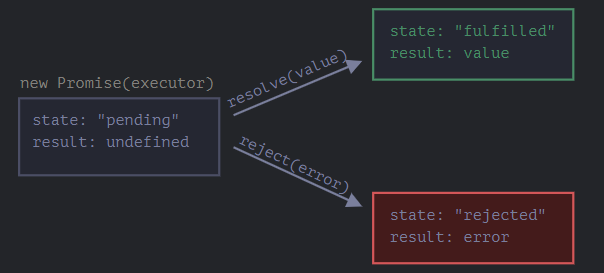 state: "fulfilled"
result: value
resolve(value)
new Promise(executor)
state: "pending"
result: undefined
reject(error)
state: "rejected"
result: error